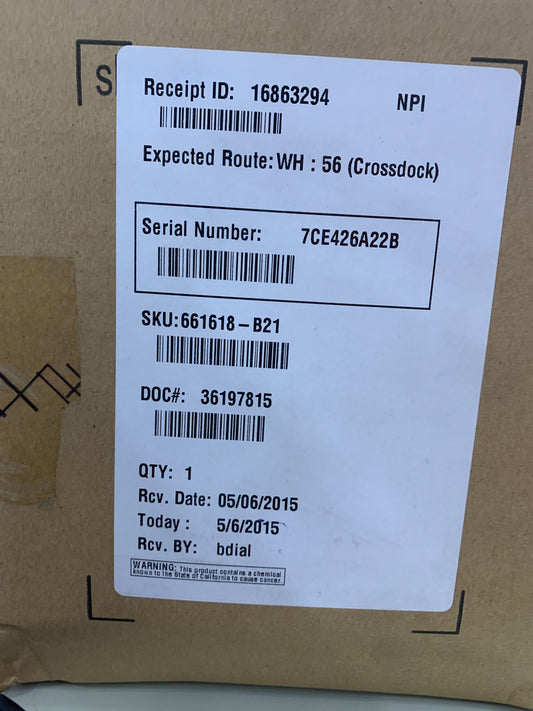 Receipt ID: 16863294 NPI
Expected Route: WH : 56 (Crossdock)
Serial Number: 7CE426A22B
SKU:661618-B21
DOC#: 36197815
QTY: 1
Rcv. Date: 05/06/2015
Today : 5/6/2015
Rcv. BY: bdial
WARNING: This product contains a chemical
known to the State of California to cause cancer.